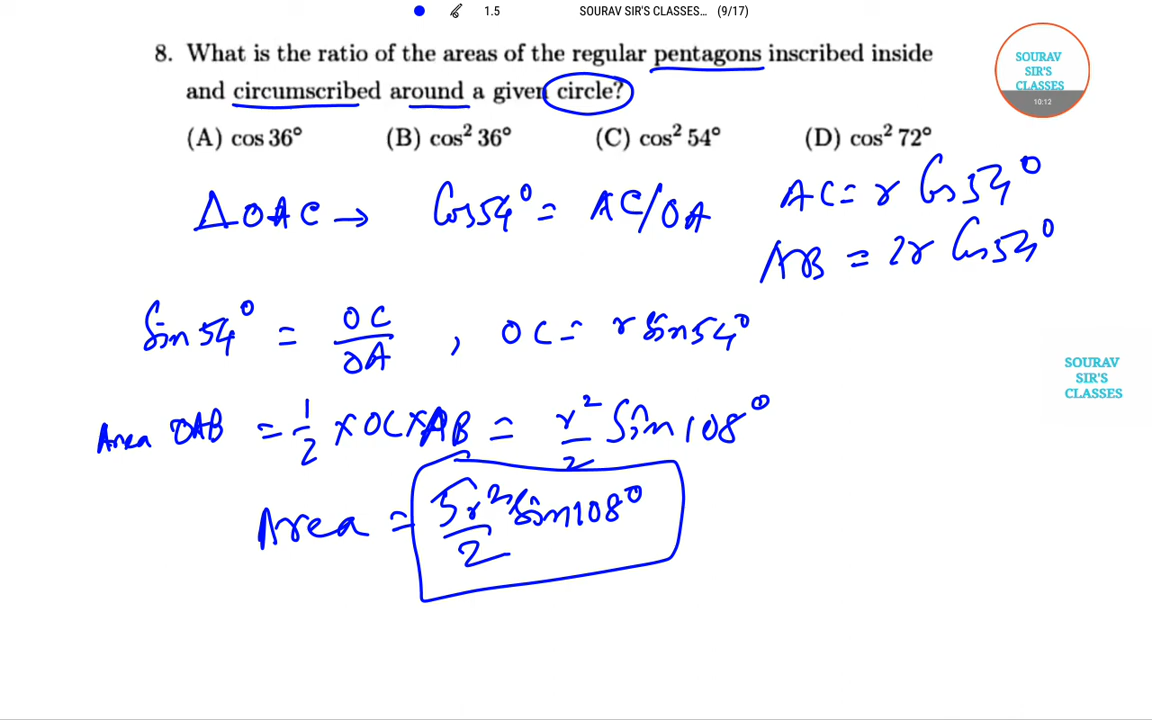 1.5 SOURAV SIR'S CLASSES... (9/17)
SOURAV
SIR'S
CLASSES
10:12
8. What is the ratio of the areas of the regular pentagons inscribed inside
and circumscribed around a given circle?
(A) cos 36° (B) cos² 36° (C) cos² 54° (D) cos² 72°
ΔOAC → Cos54° = AC/OA AC = r Cos54°
AB = 2r Cos54°
Sin 54° = OC/OA , OC = r Sin54°
SOURAV
SIR'S
CLASSES
Area OAB = 1/2 × OC × AB = r²/2 Sin 108°
Area = 5r²/2 Sin108°